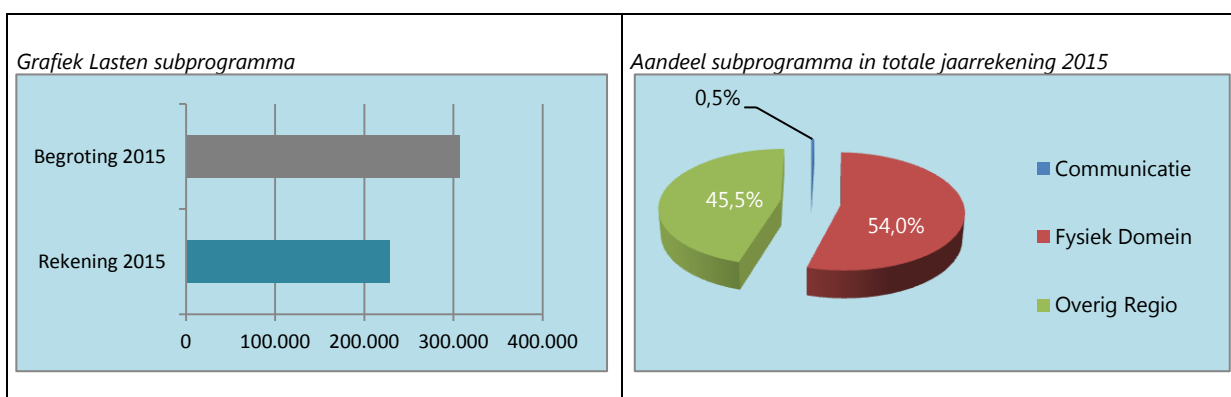 Grafiek Lasten subprogramma
Begroting 2015
Rekening 2015
0
100.000
200.000
300.000
400.000
Aandeel subprogramma in totale jaarrekening 2015
0,5%
45,5%
54,0%
Communicatie
Fysiek Domein
Overig Regio